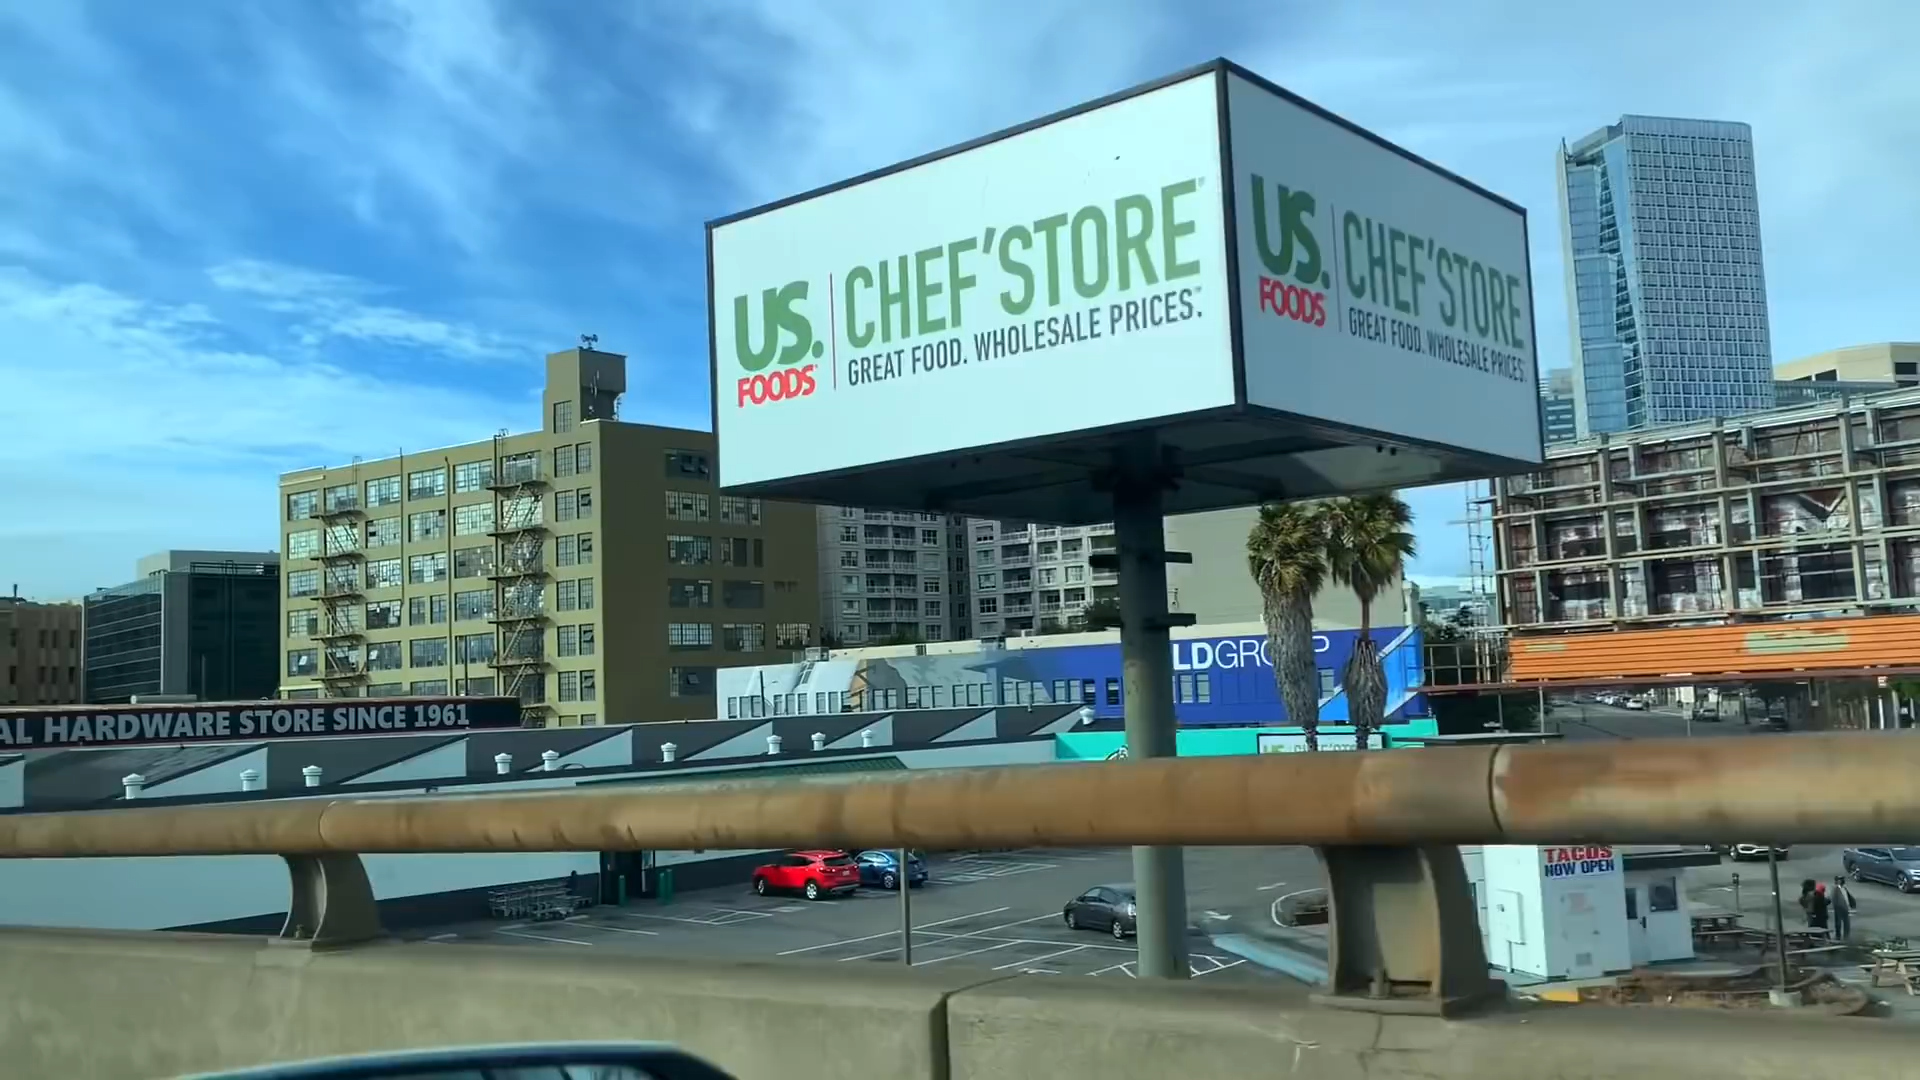 US.
FOODS
CHEF'STORE
GREAT FOOD. WHOLESALE PRICES.
US.
FOODS
CHEF'STORE
GREAT FOOD. WHOLESALE PRICES.
LDGRO P
AL HARDWARE STORE SINCE 1961
TACOS
NOW OPEN